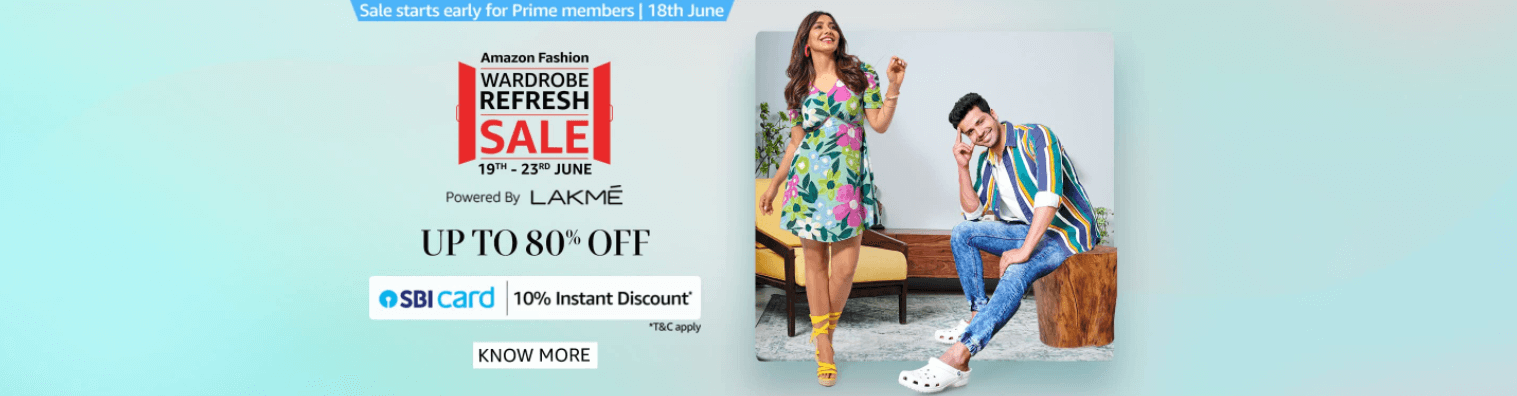 Sale starts early for Prime members | 18th June
Amazon Fashion
WARDROBE
REFRESH
SALE
19TH - 23RD JUNE
Powered By LAKMÉ
UP TO 80% OFF
SBI card | 10% Instant Discount*
*T&C apply
KNOW MORE